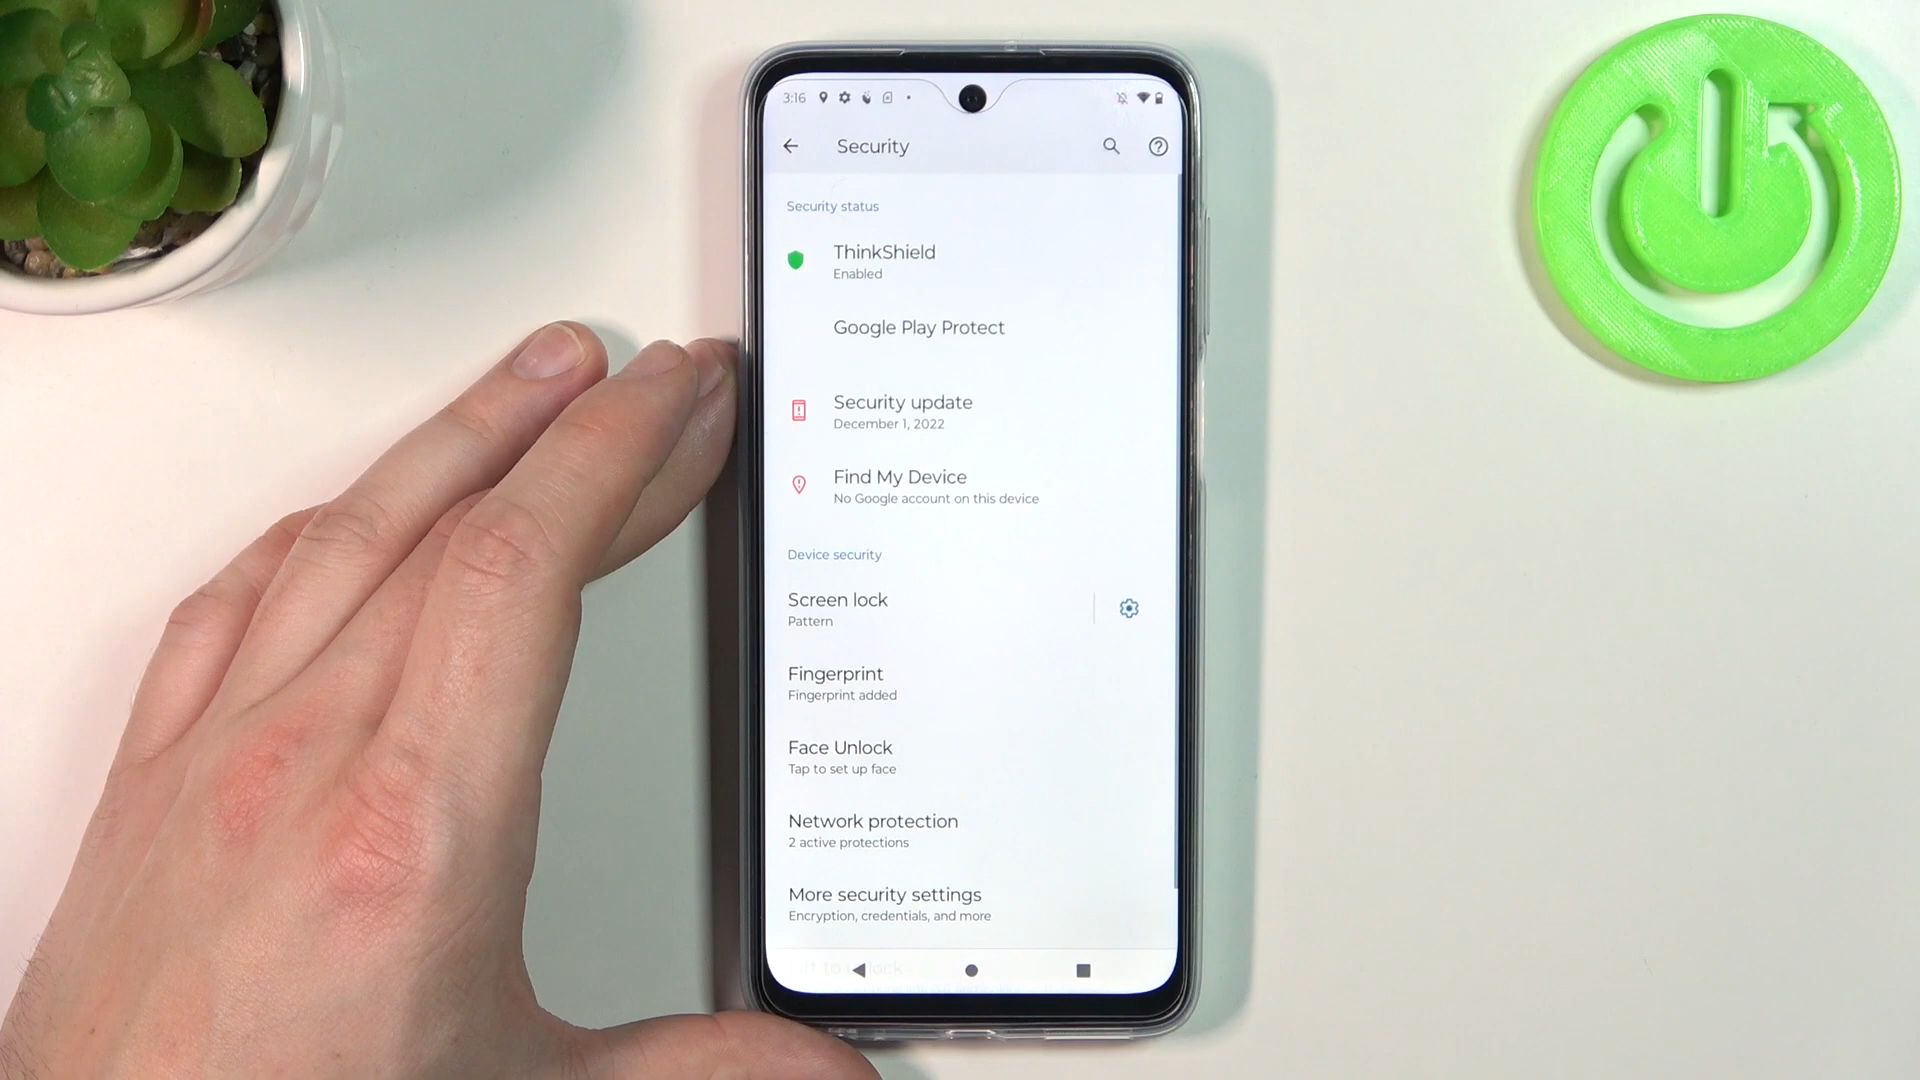 3:16
Security
Security status
ThinkShield
Enabled
Google Play Protect
Security update
December 1, 2022
Find My Device
No Google account on this device
Device security
Screen lock
Pattern
Fingerprint
Fingerprint added
Face Unlock
Tap to set up face
Network protection
2 active protections
More security settings
Encryption, credentials, and more